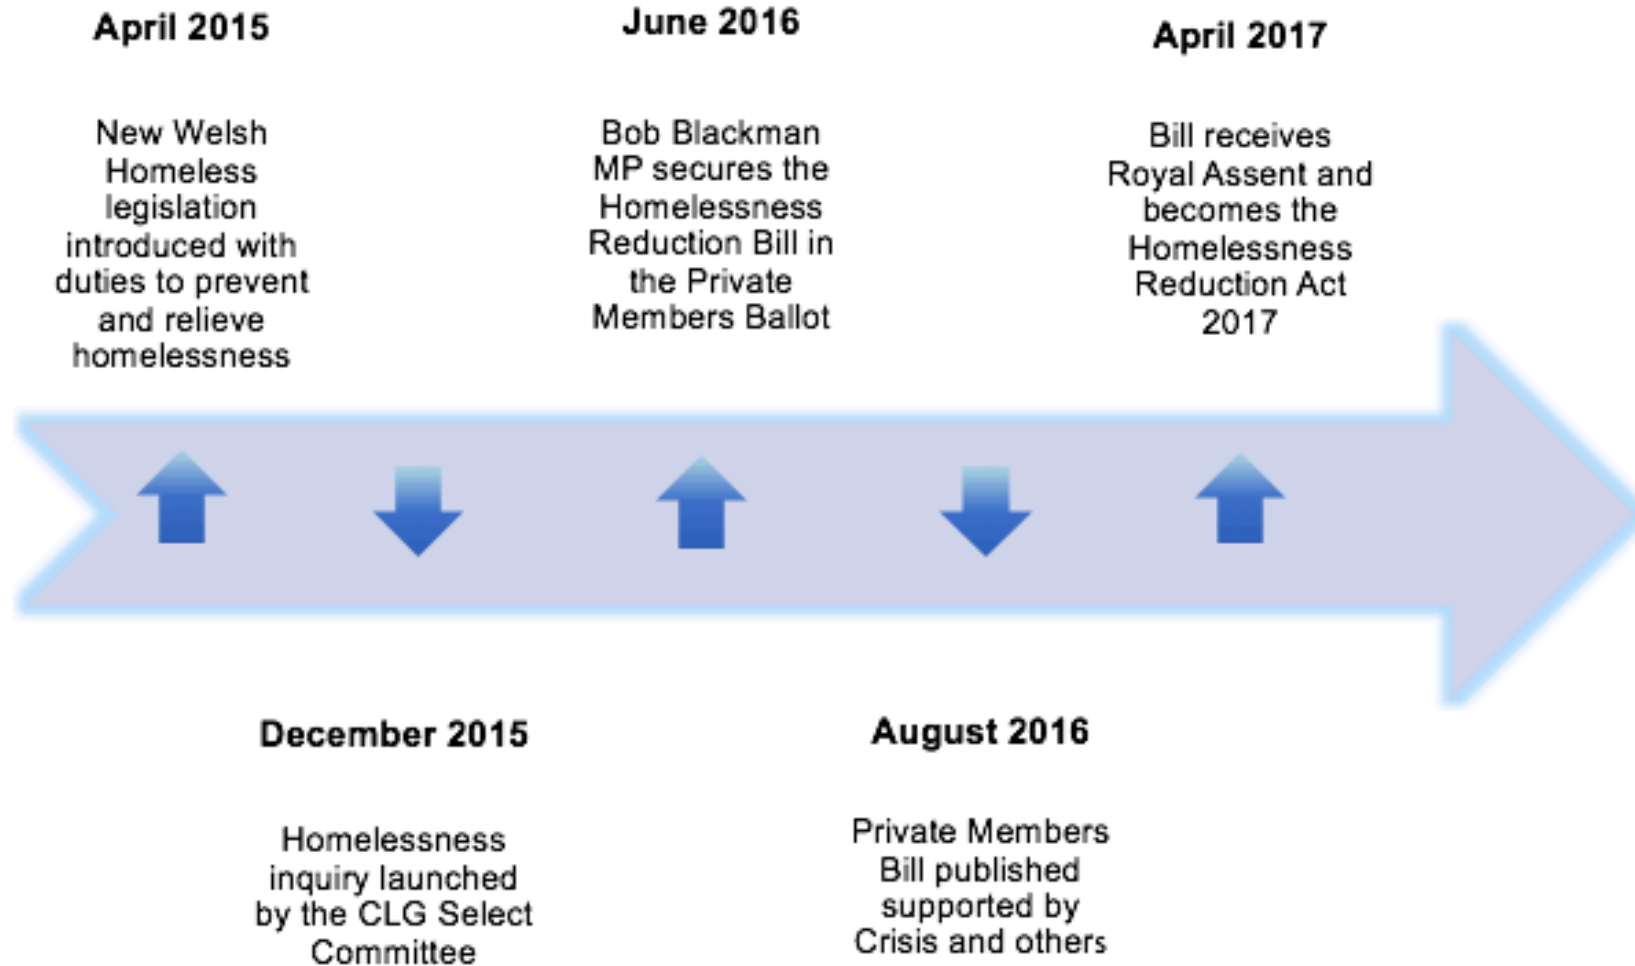 April 2015
New Welsh
Homeless
legislation
introduced with
duties to prevent
and relieve
homelessness
December 2015
Homelessness
inquiry launched
by the CLG Select
Committee
June 2016
Bob Blackman
MP secures the
Homelessness
Reduction Bill in
the Private
Members Ballot
August 2016
Private Members
Bill published
supported by
Crisis and others
April 2017
Bill receives
Royal Assent and
becomes the
Homelessness
Reduction Act
2017